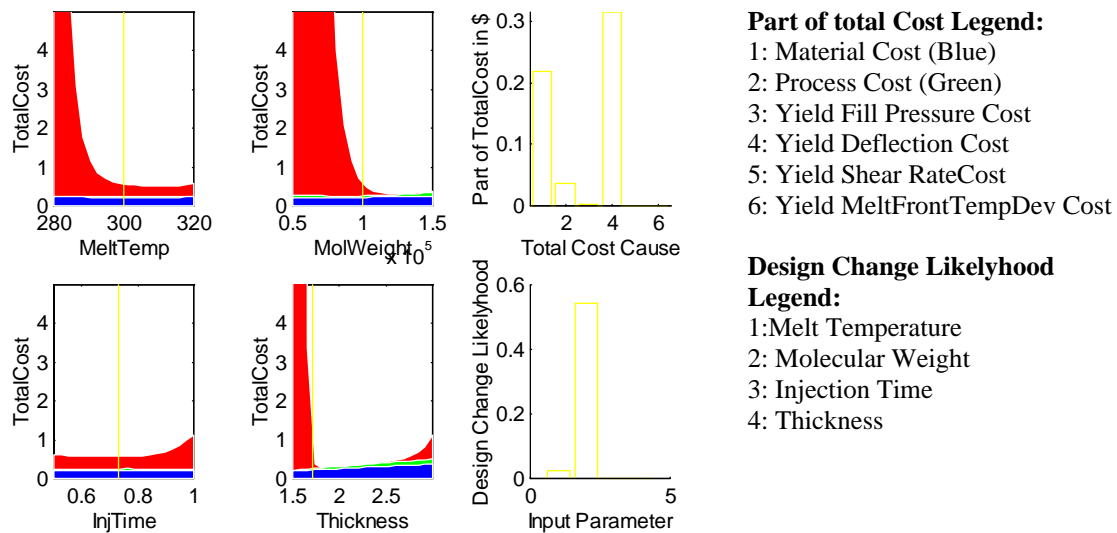 TotalCost
4
3
2
1
0
280
300
320
MeltTemp
TotalCost
4
3
2
1
0
0.5
1
1.5
MolWeight
x 10^5
Part of TotalCost in $
0.3
0.2
0.1
0
2
4
6
Total Cost Cause
Part of total Cost Legend:
1: Material Cost (Blue)
2: Process Cost (Green)
3: Yield Fill Pressure Cost
4: Yield Deflection Cost
5: Yield Shear RateCost
6: Yield MeltFrontTempDev Cost
TotalCost
4
3
2
1
0
0.6
0.8
1
InjTime
TotalCost
4
3
2
1
0
1.5
2
2.5
Thickness
Design Change Likelyhood
0.6
0.4
0.2
0
0
5
Input Parameter
Design Change Likelyhood
Legend:
1:Melt Temperature
2: Molecular Weight
3: Injection Time
4: Thickness